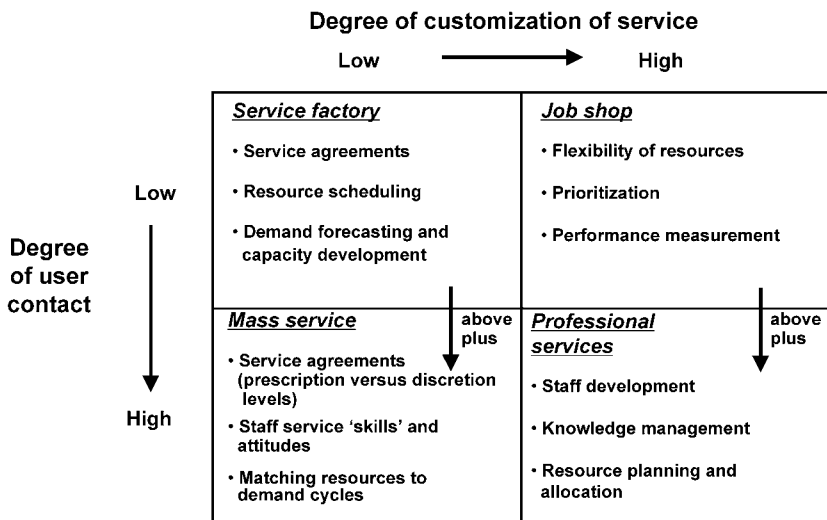 Degree of customization of service
Low
High
Degree
of user
contact
Low
High
Service factory
• Service agreements
• Resource scheduling
• Demand forecasting and
capacity development
Job shop
• Flexibility of resources
• Prioritization
• Performance measurement
Mass service
above
plus
• Service agreements
(prescription versus discretion
levels)
• Staff service ‘skills’ and
attitudes
• Matching resources to
demand cycles
Professional
services
above
plus
• Staff development
• Knowledge management
• Resource planning and
allocation